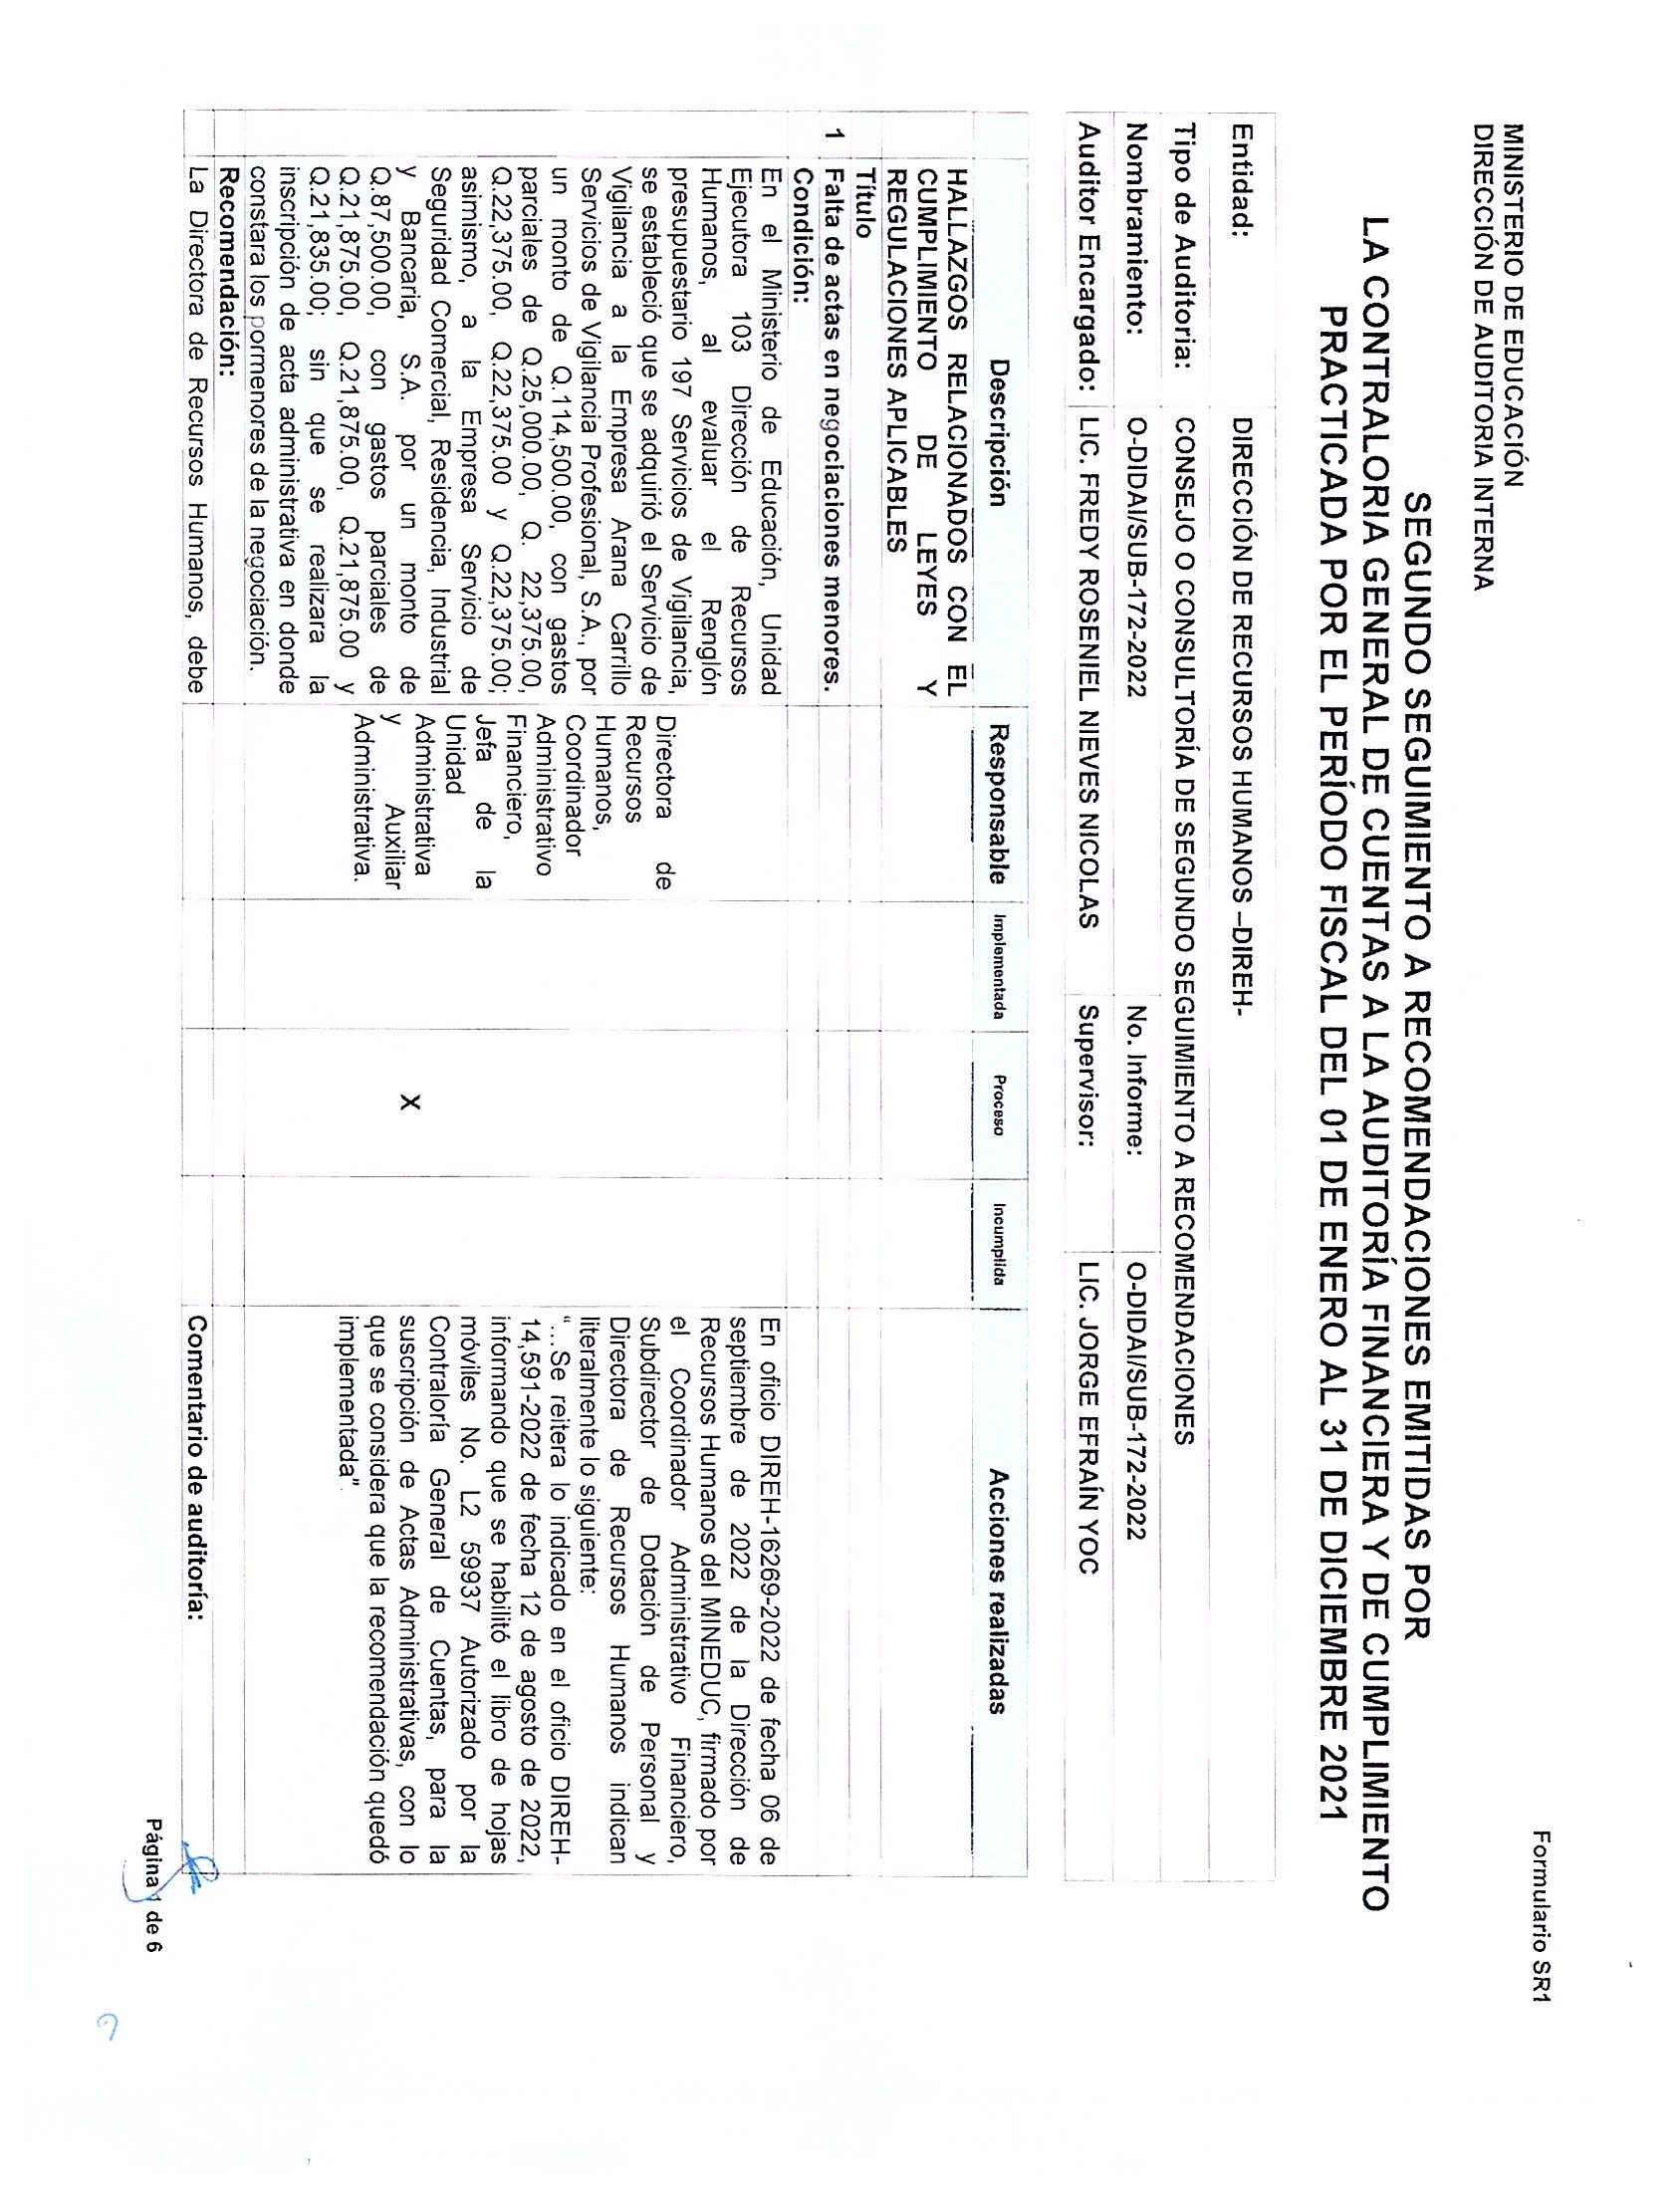 Formulario SR1
MINISTERIO DE EDUCACIÓN
DIRECCIÓN DE AUDITORIA INTERNA
SEGUNDO SEGUIMIENTO A RECOMENDACIONES EMITIDAS POR
LA CONTRALORIA GENERAL DE CUENTAS A LA AUDITORÍA FINANCIERA Y DE CUMPLIMIENTO
PRACTICADA POR EL PERÍODO FISCAL DEL 01 DE ENERO AL 31 DE DICIEMBRE 2021
Entidad: DIRECCIÓN DE RECURSOS HUMANOS –DIREH-
Tipo de Auditoria: CONSEJO O CONSULTORÍA DE SEGUNDO SEGUIMIENTO A RECOMENDACIONES
Nombramiento: O-DIDAI/SUB-172-2022 No. Informe: O-DIDAI/SUB-172-2022
Auditor Encargado: LIC. FREDY ROSENIEL NIEVES NICOLAS Supervisor: LIC. JORGE EFRAÍN YOC
Descripción Responsable Implementada Proceso Incumplida Acciones realizadas
HALLAZGOS RELACIONADOS CON EL
CUMPLIMIENTO DE LEYES Y
REGULACIONES APLICABLES
Título
1 Falta de actas en negociaciones menores.
Condición:
En el Ministerio de Educación, Unidad
Ejecutora 103 Dirección de Recursos
Humanos, al evaluar el Renglón
presupuestario 197 Servicios de Vigilancia,
se estableció que se adquirió el Servicio de
Vigilancia a la Empresa Arana Carrillo
Servicios de Vigilancia Profesional, S.A., por
un monto de Q.114,500.00, con gastos
parciales de Q.25,000.00, Q. 22,375.00,
Q.22,375.00, Q.22,375.00 y Q.22,375.00;
asimismo, a la Empresa Servicio de
Seguridad Comercial, Residencia, Industrial
y Bancaria, S.A. por un monto de
Q.87,500.00, con gastos parciales de
Q.21,875.00, Q.21,875.00, Q.21,875.00 y
Q.21,835.00; sin que se realizara la
inscripción de acta administrativa en donde
constara los pormenores de la negociación.
Directora de
Recursos
Humanos,
Coordinador
Administrativo
Financiero,
Jefa de la
Unidad
Administrativa
y Auxiliar
Administrativa.
X
En oficio DIREH-16269-2022 de fecha 06 de
septiembre de 2022 de la Dirección de
Recursos Humanos del MINEDUC, firmado por
el Coordinador Administrativo Financiero,
Subdirector de Dotación de Personal y
Directora de Recursos Humanos indican
literalmente lo siguiente:
“…Se reitera lo indicado en el oficio DIREH-
14,591-2022 de fecha 12 de agosto de 2022,
informando que se habilitó el libro de hojas
móviles No. L2 59937 Autorizado por la
Contraloría General de Cuentas, para la
suscripción de Actas Administrativas, con lo
que se considera que la recomendación quedó
implementada”.
Recomendación:
La Directora de Recursos Humanos, debe
Comentario de auditoría:
Página 1 de 6